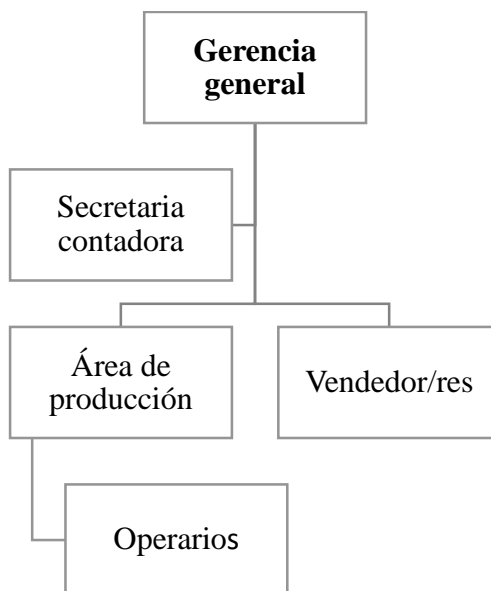 Gerencia
general
Secretaria
contadora
Área de
producción
Vendedor/res
Operarios